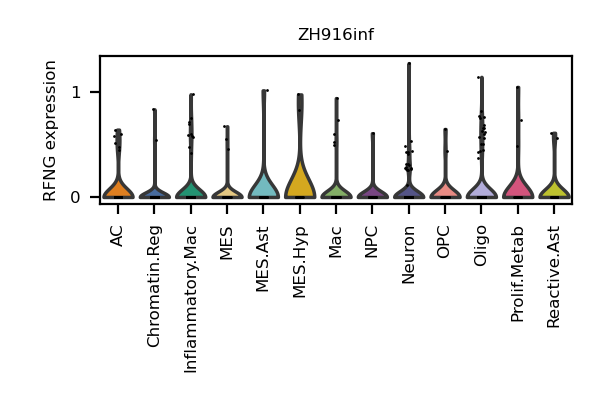 ZH916inf
RFNG expression
1
0
AC
Chromatin.Reg
Inflammatory.Mac
MES
MES.Ast
MES.Hyp
Mac
NPC
Neuron
OPC
Oligo
Prolif.Metab
Reactive.Ast